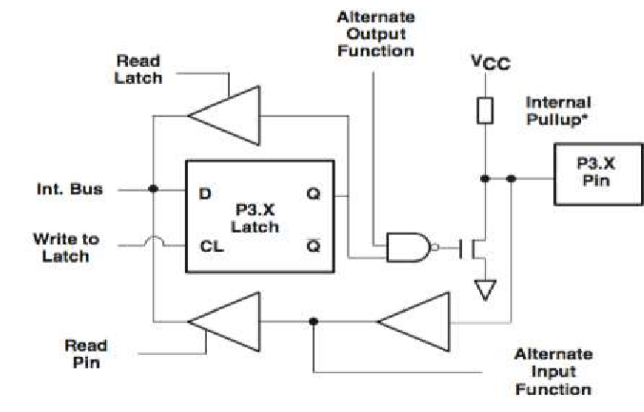 Alternate
Output
Function
Read
Latch
VCC
Internal
Pullup*
P3.X
Pin
Int. Bus
D
Q
P3.X
Latch
Write to
Latch
CL
Q̅
Read
Pin
Alternate
Input
Function